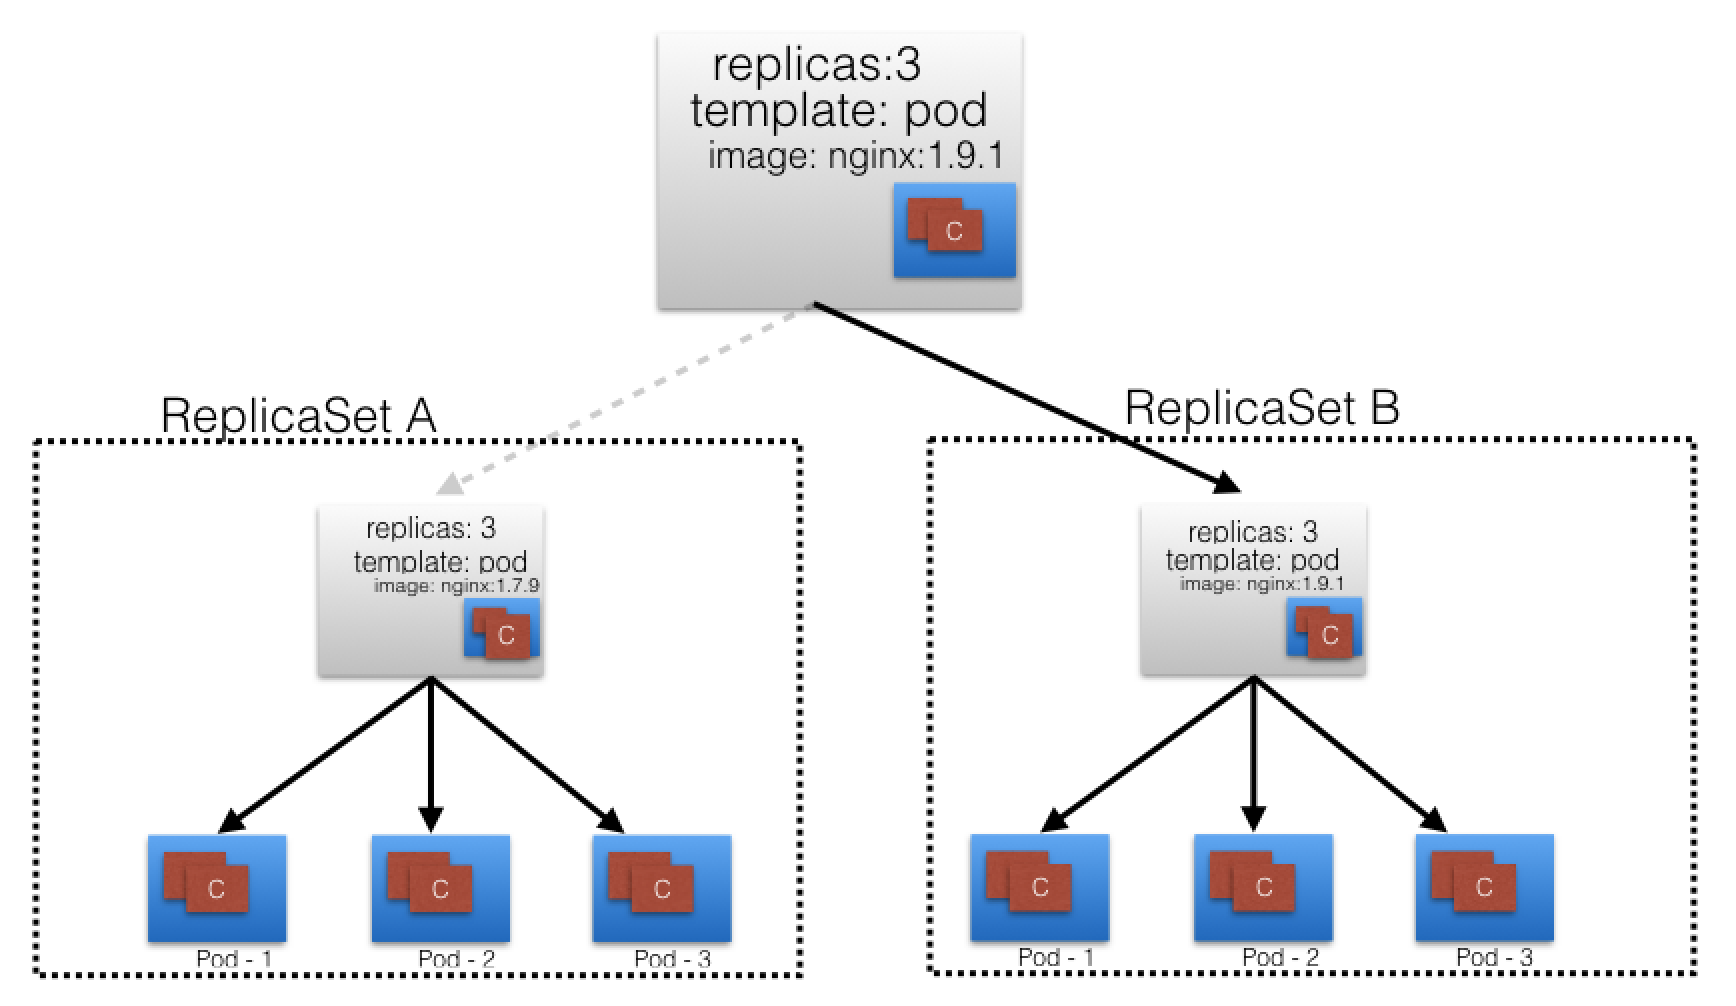 replicas:3
template: pod
image: nginx:1.9.1
C
ReplicaSet A
replicas: 3
template: pod
image: nginx:1.7.9
C
C
C
C
Pod - 1
Pod - 2
Pod - 3
ReplicaSet B
replicas: 3
template: pod
image: nginx:1.9.1
C
C
C
C
Pod - 1
Pod - 2
Pod - 3